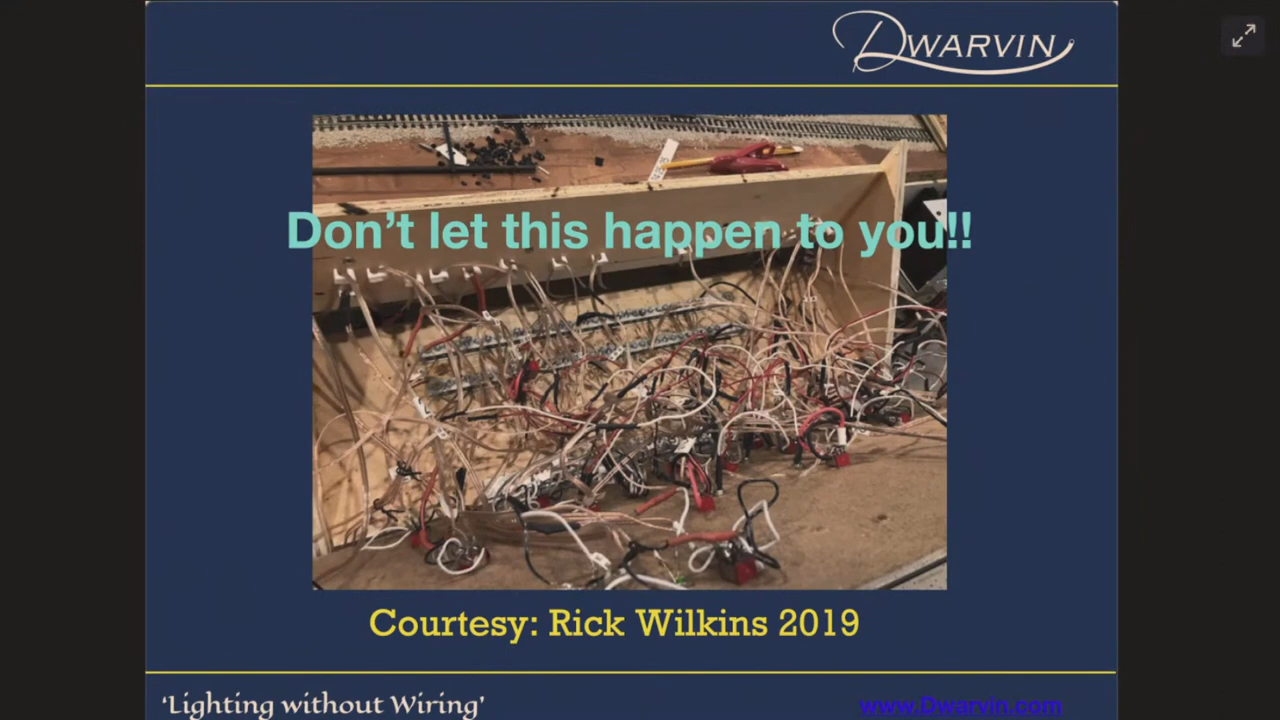 DWARVIN
Don't let this happen to you!!
Courtesy: Rick Wilkins 2019
'Lighting without Wiring'
www.Dwarvin.com